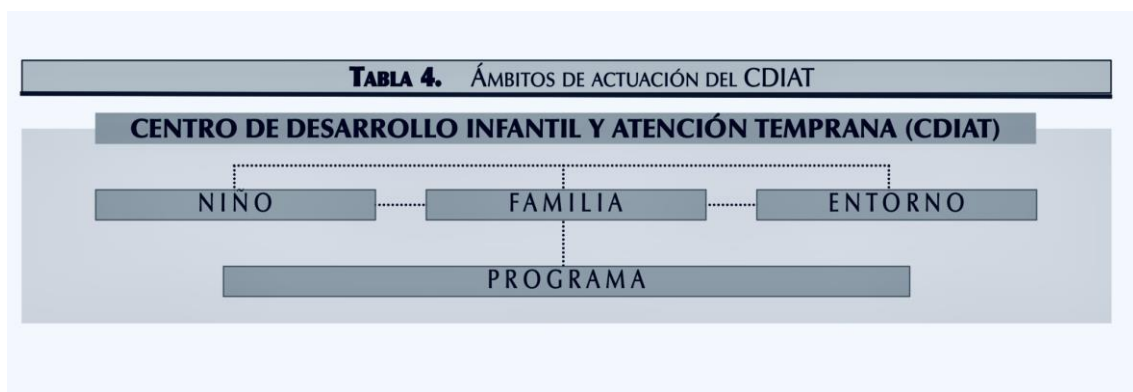 TABLA 4. ÁMBITOS DE ACTUACIÓN DEL CDIAT
CENTRO DE DESARROLLO INFANTIL Y ATENCIÓN TEMPRANA (CDIAT)
NIÑO FAMILIA ENTORNO
PROGRAMA